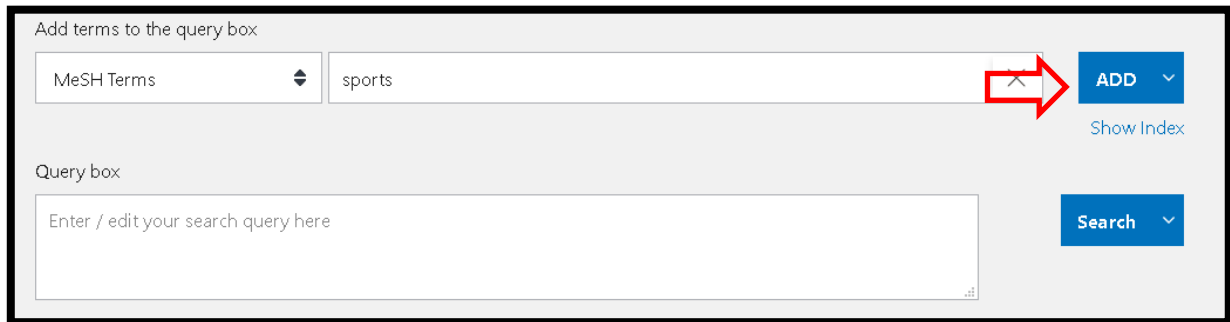 Add terms to the query box
MeSH Terms
sports
ADD
Show Index
Query box
Enter / edit your search query here
Search